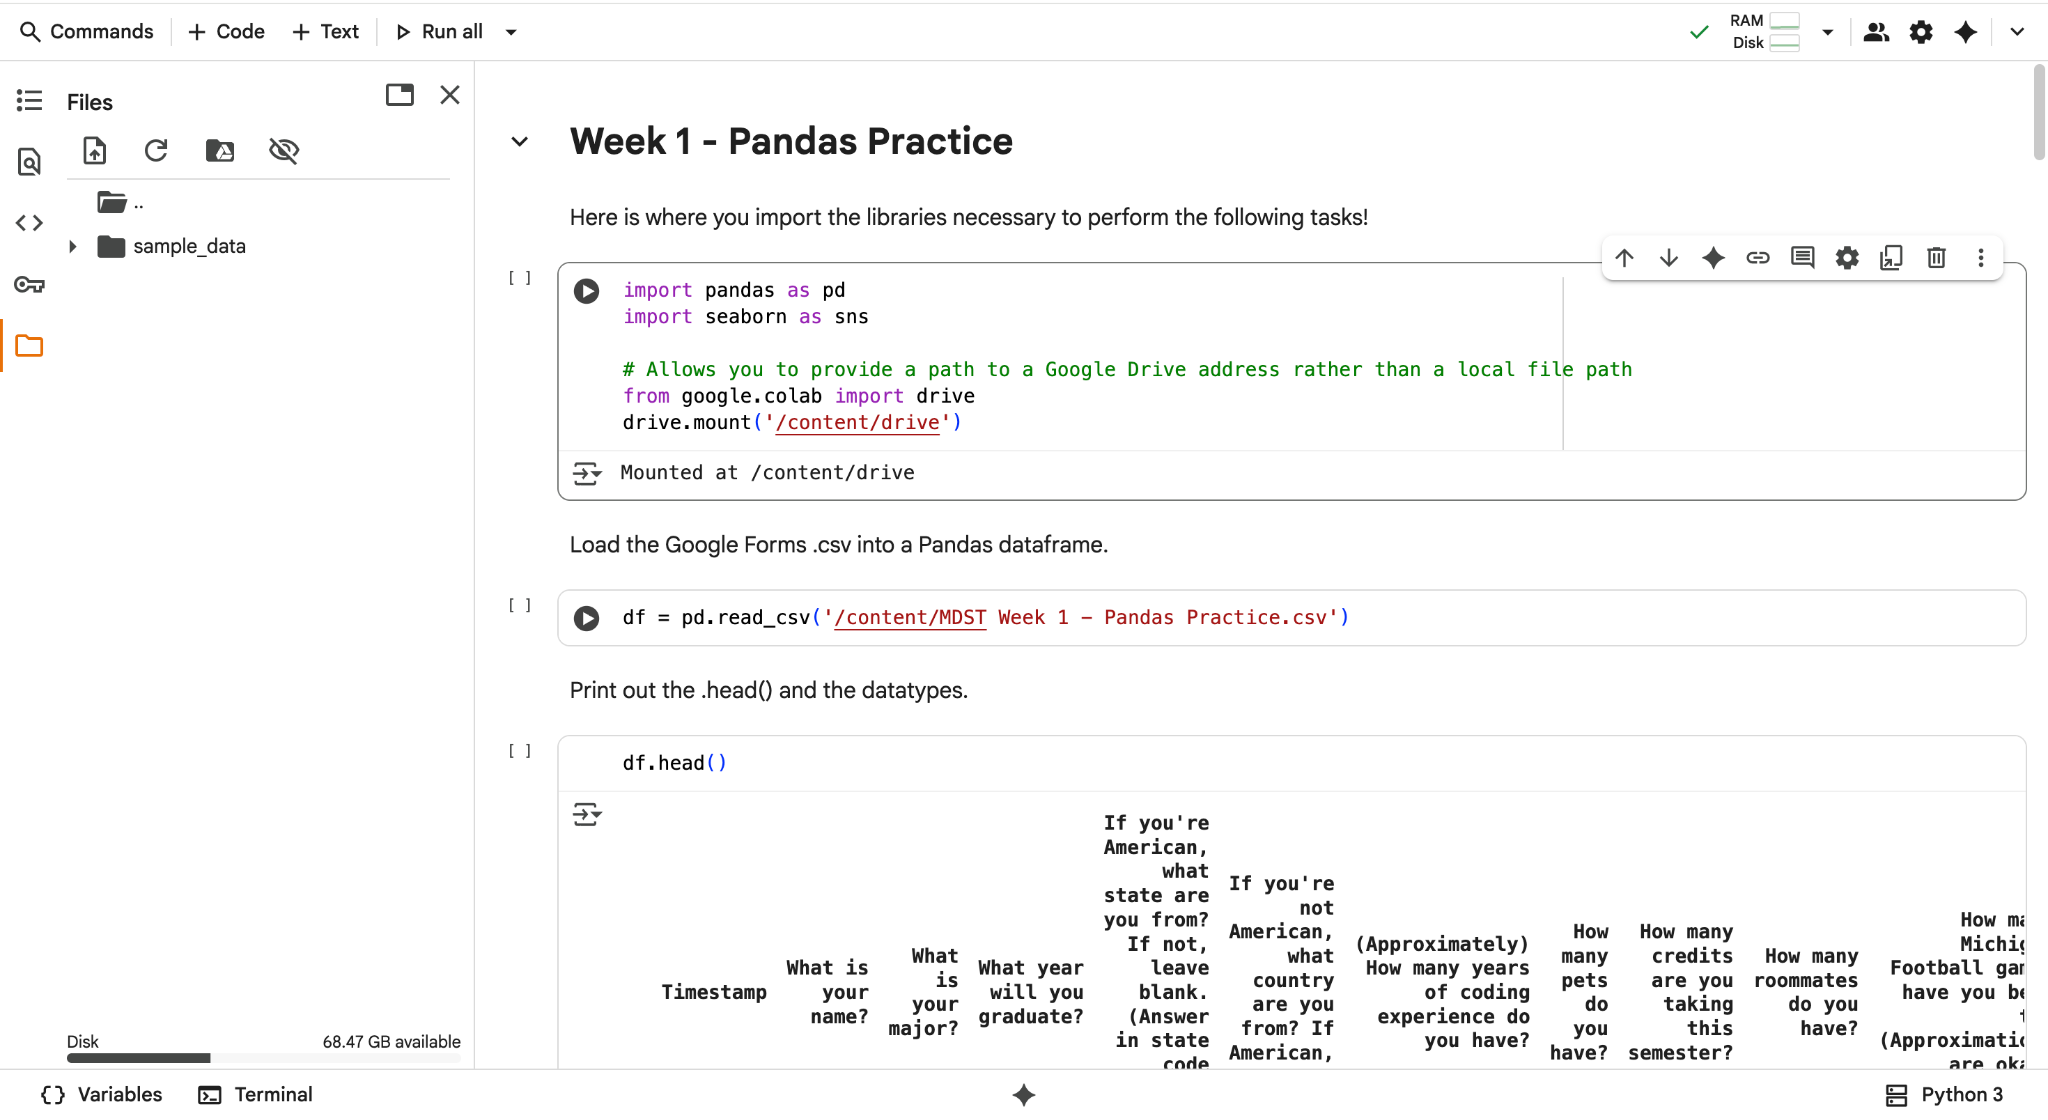 Commands
+ Code
+ Text
Run all
RAM
Disk
Files
..
sample_data
Disk
68.47 GB available
Week 1 - Pandas Practice
Here is where you import the libraries necessary to perform the following tasks!
[ ]
import pandas as pd
import seaborn as sns
# Allows you to provide a path to a Google Drive address rather than a local file path
from google.colab import drive
drive.mount('/content/drive')
Mounted at /content/drive
Load the Google Forms .csv into a Pandas dataframe.
[ ]
df = pd.read_csv('/content/MDST Week 1 - Pandas Practice.csv')
Print out the .head() and the datatypes.
[ ]
df.head()
Timestamp
What is
your
name?
What
is
your
major?
What year
will you
graduate?
If you're
American,
what
state are
you from?
If not,
leave
blank.
(Answer
in state
code
If you're
not
American,
what
country
are you
from? If
American,
(Approximately)
How many years
of coding
experience do
you have?
How
many
pets
do
you
have?
How many
credits
are you
taking
this
semester?
How many
roommates
do you
have?
How
Football
have you
are
Variables
Terminal
Python 3